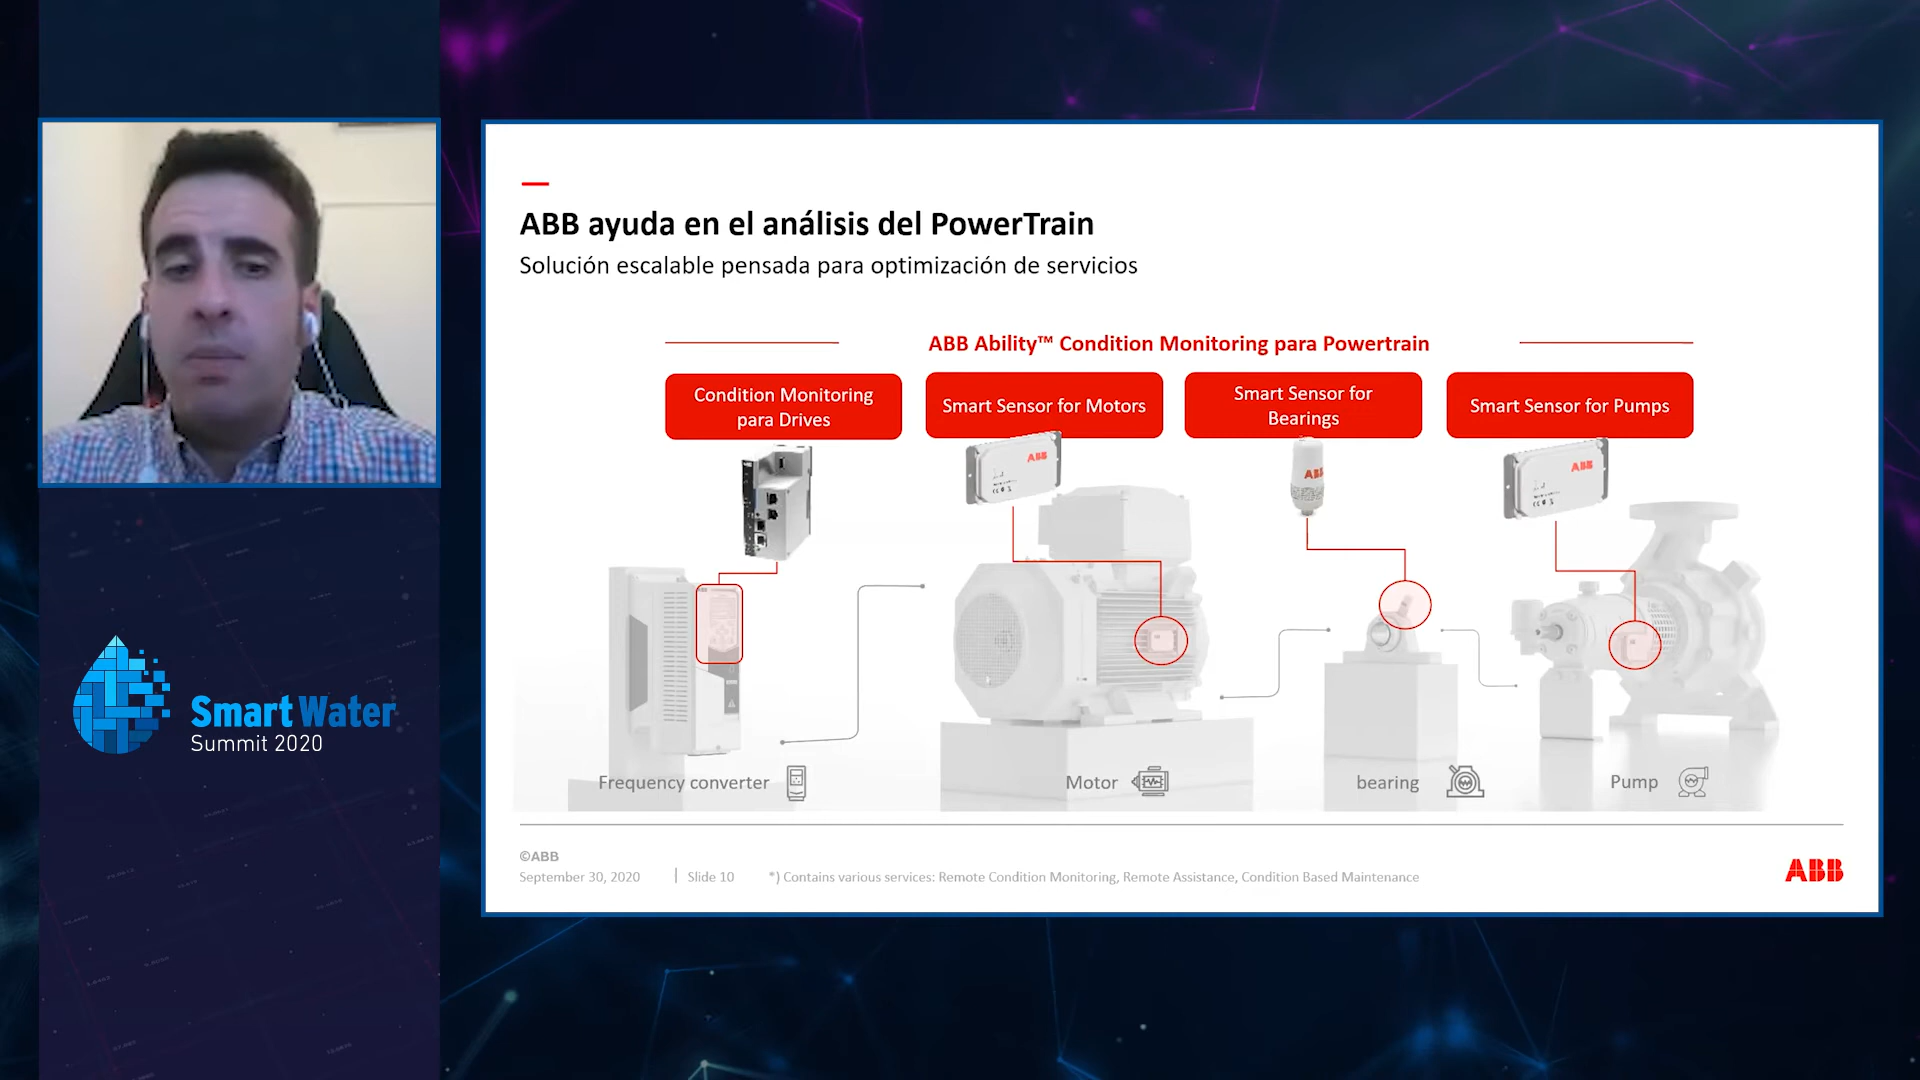 ABB ayuda en el análisis del PowerTrain
Solución escalable pensada para optimización de servicios
ABB Ability™ Condition Monitoring para Powertrain
Condition Monitoring
para Drives
Smart Sensor for Motors
Smart Sensor for
Bearings
Smart Sensor for Pumps
ABB
ABB
ABB
Frequency converter
Motor
bearing
Pump
©ABB
September 30, 2020 | Slide 10 *) Contains various services: Remote Condition Monitoring, Remote Assistance, Condition Based Maintenance
ABB
Smart Water
Summit 2020